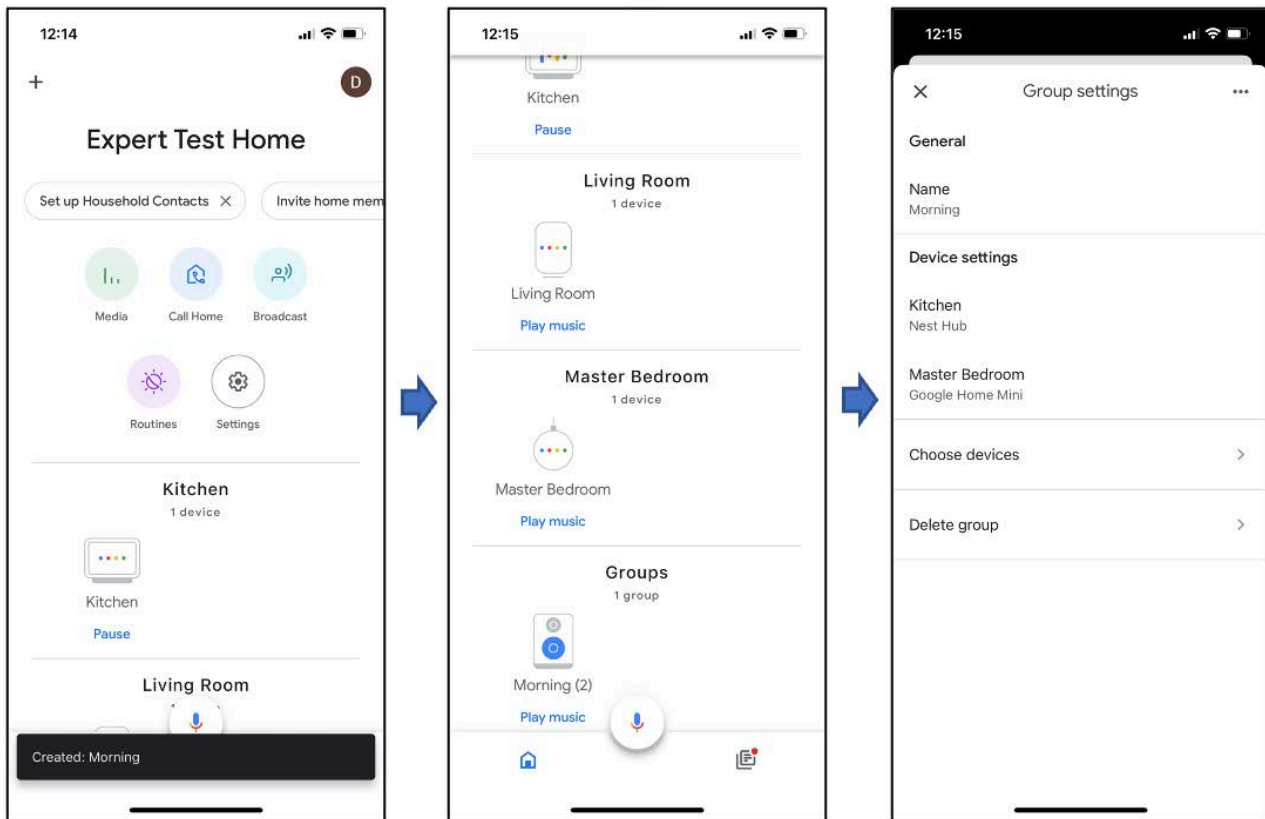 12:14
D
Expert Test Home
Set up Household Contacts
Invite home mem
Media
Call Home
Broadcast
Routines
Settings
Kitchen
1 device
Kitchen
Pause
Living Room
Created: Morning
12:15
Kitchen
Pause
Living Room
1 device
Living Room
Play music
Master Bedroom
1 device
Master Bedroom
Play music
Groups
1 group
Morning (2)
Play music
12:15
Group settings
General
Name
Morning
Device settings
Kitchen
Nest Hub
Master Bedroom
Google Home Mini
Choose devices
Delete group